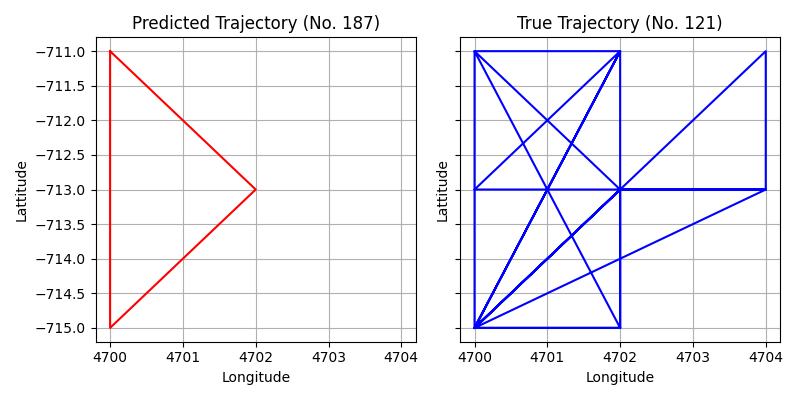 Predicted Trajectory (No. 187)
True Trajectory (No. 121)
Lattitude
−711.0
−711.5
−712.0
−712.5
−713.0
−713.5
−714.0
−714.5
−715.0
4700 4701 4702 4703 4704
Longitude
Lattitude
4700 4701 4702 4703 4704
Longitude